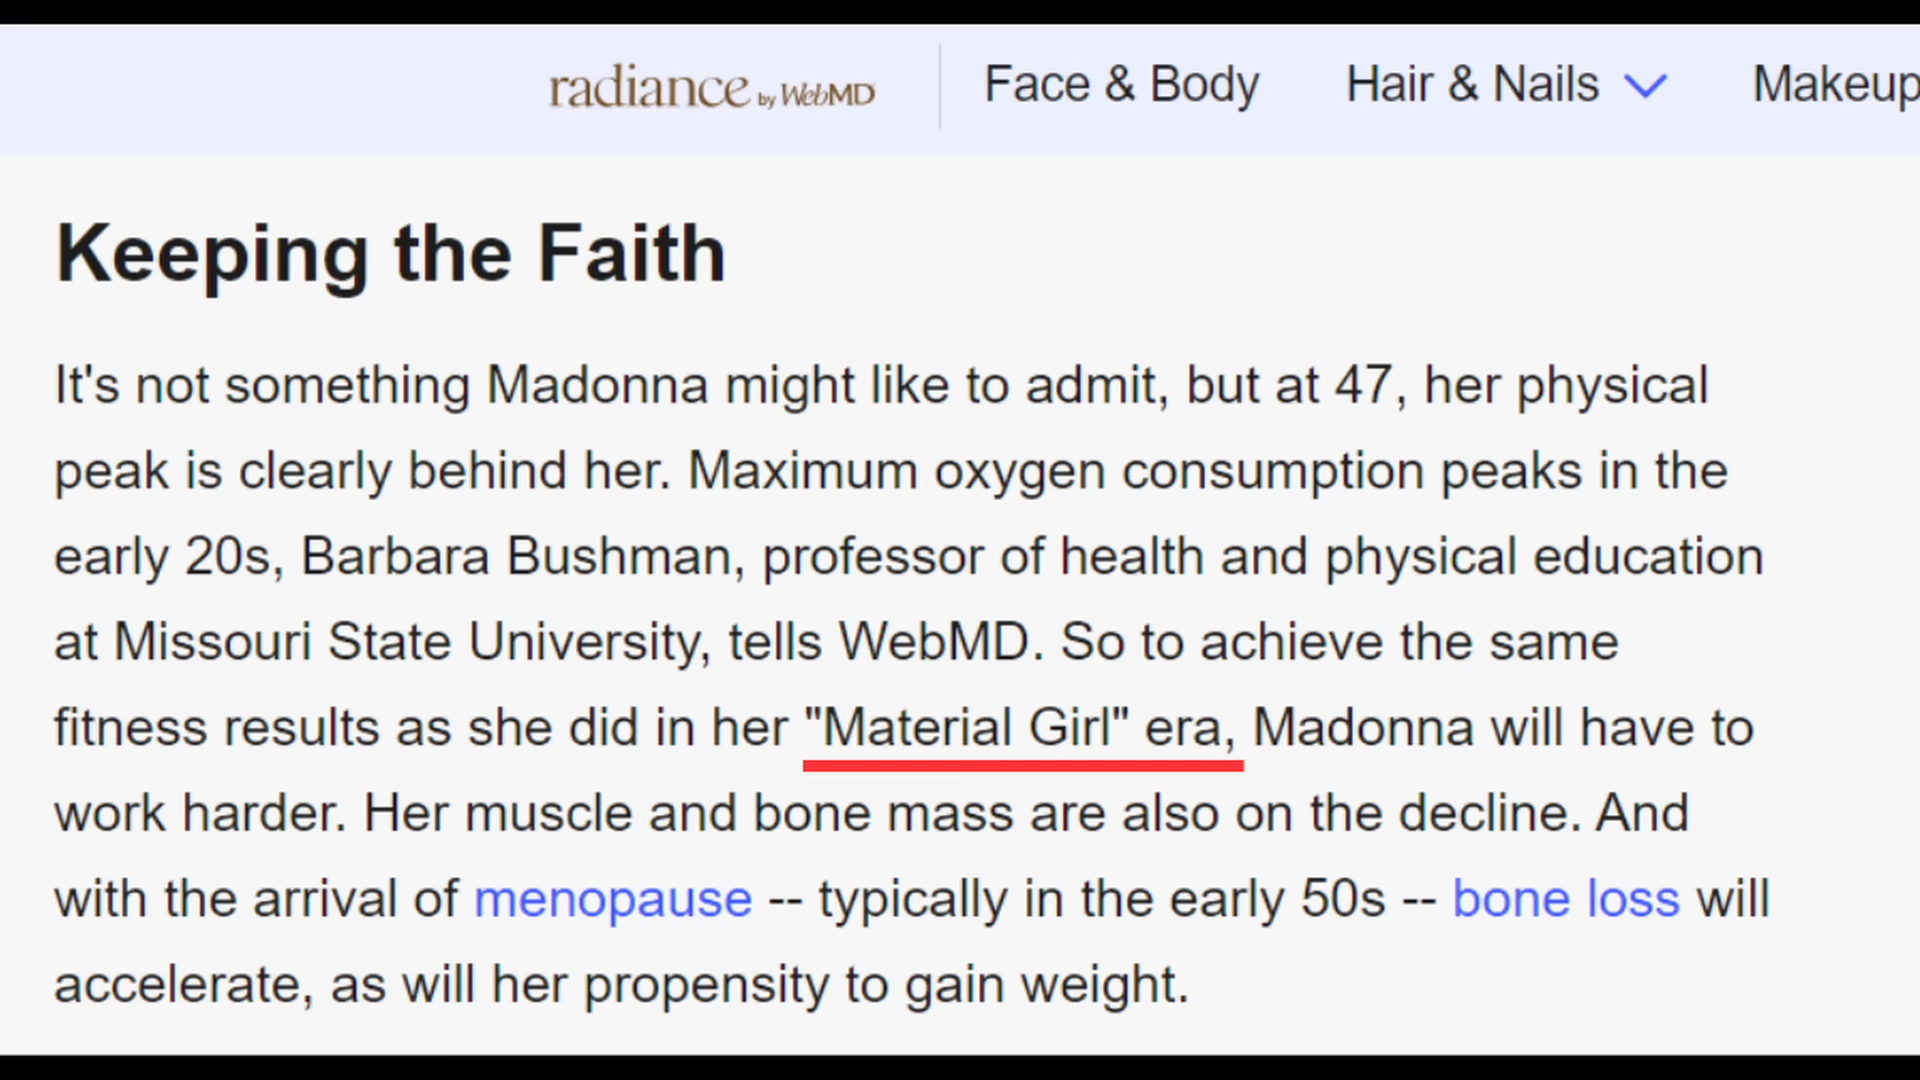 radiance by WebMD Face & Body Hair & Nails Makeup
Keeping the Faith
It's not something Madonna might like to admit, but at 47, her physical
peak is clearly behind her. Maximum oxygen consumption peaks in the
early 20s, Barbara Bushman, professor of health and physical education
at Missouri State University, tells WebMD. So to achieve the same
fitness results as she did in her "Material Girl" era, Madonna will have to
work harder. Her muscle and bone mass are also on the decline. And
with the arrival of menopause -- typically in the early 50s -- bone loss will
accelerate, as will her propensity to gain weight.